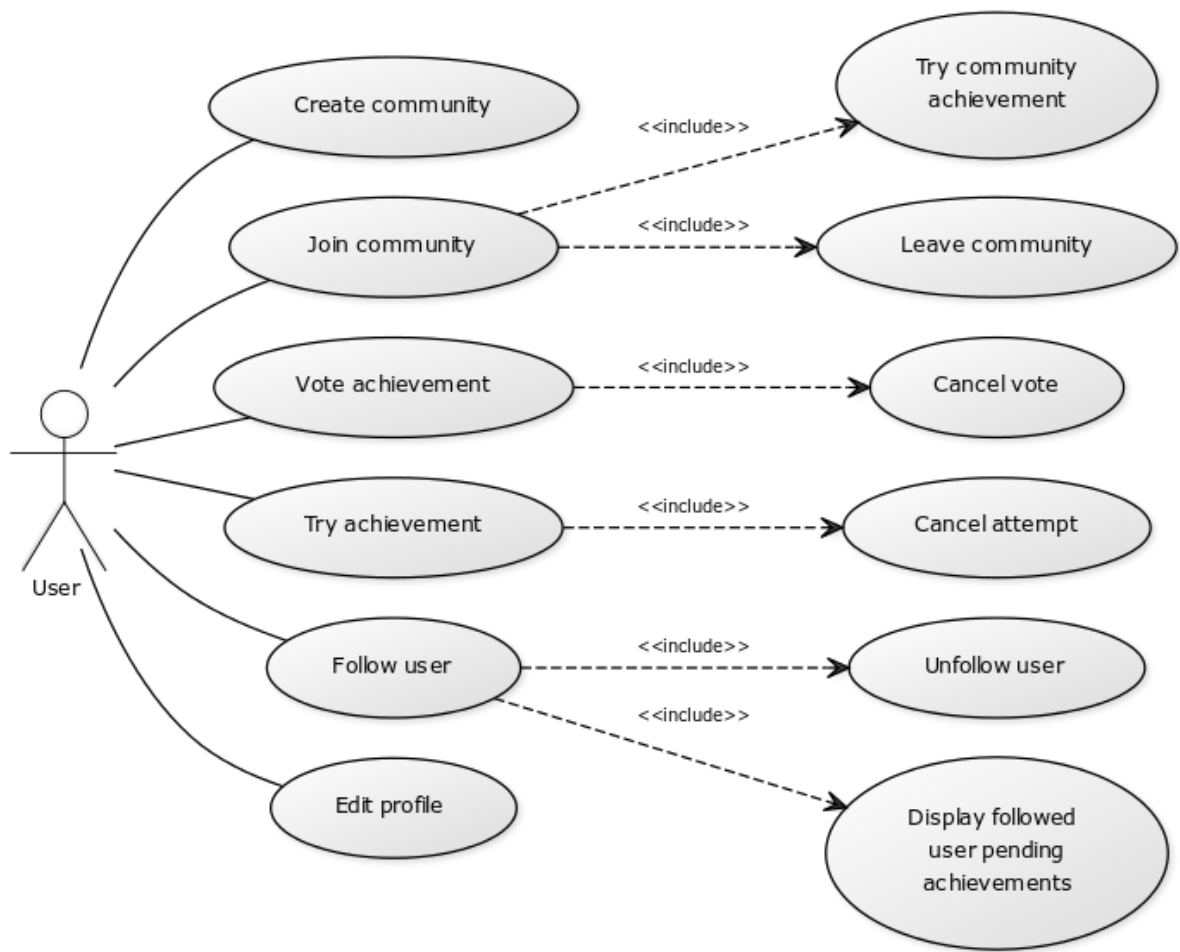 Try community
achievement
Create community
<<include>>
Join community
<<include>>
Leave community
Vote achievement
<<include>>
Cancel vote
Try achievement
<<include>>
Cancel attempt
User
Follow user
<<include>>
Unfollow user
<<include>>
Edit profile
Display followed
user pending
achievements